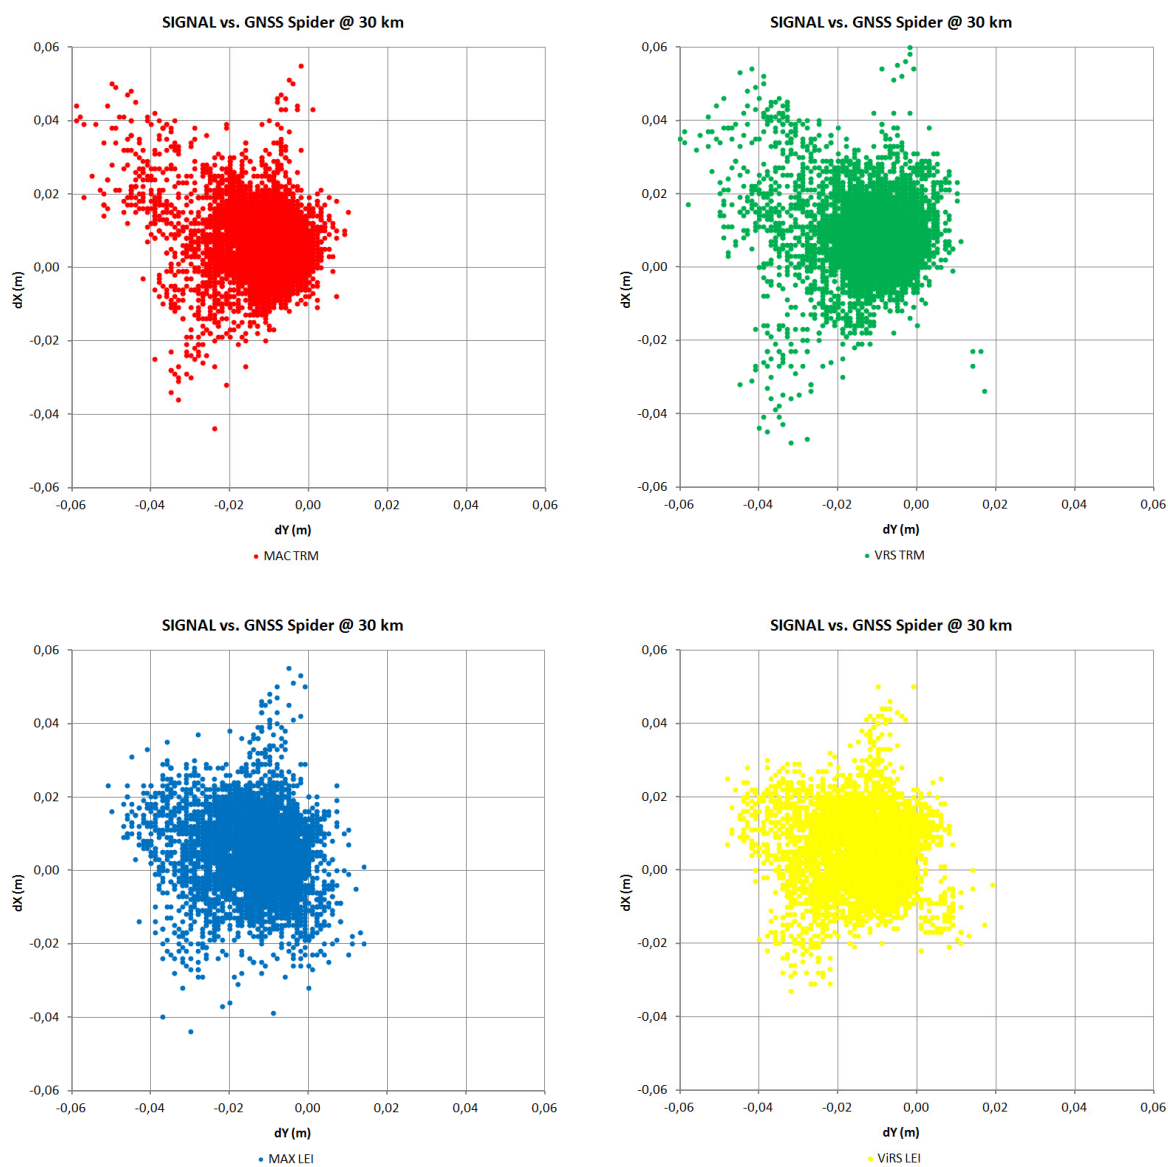 SIGNAL vs. GNSS Spider @ 30 km
0,06
0,04
0,02
0,00
-0,02
-0,04
-0,06
dX (m)
-0,06 -0,04 -0,02 0,00 0,02 0,04 0,06
dY (m)
MAC TRM
SIGNAL vs. GNSS Spider @ 30 km
0,06
0,04
0,02
0,00
-0,02
-0,04
-0,06
dX (m)
-0,06 -0,04 -0,02 0,00 0,02 0,04 0,06
dY (m)
VRS TRM
SIGNAL vs. GNSS Spider @ 30 km
0,06
0,04
0,02
0,00
-0,02
-0,04
-0,06
dX (m)
-0,06 -0,04 -0,02 0,00 0,02 0,04 0,06
dY (m)
MAX LEI
SIGNAL vs. GNSS Spider @ 30 km
0,06
0,04
0,02
0,00
-0,02
-0,04
-0,06
dX (m)
-0,06 -0,04 -0,02 0,00 0,02 0,04 0,06
dY (m)
ViRS LEI